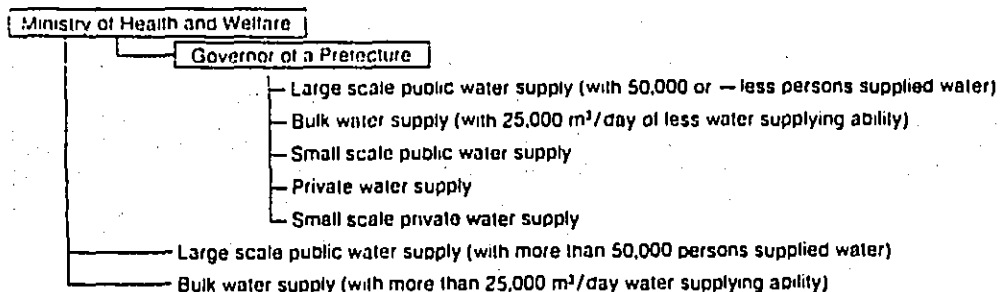 Ministry of Health and Welfare
Governor of a Prefecture
Large scale public water supply (with 50,000 or — less persons supplied water)
Bulk water supply (with 25,000 m³/day of less water supplying ability)
Small scale public water supply
Private water supply
Small scale private water supply
Large scale public water supply (with more than 50,000 persons supplied water)
Bulk water supply (with more than 25,000 m³/day water supplying ability)